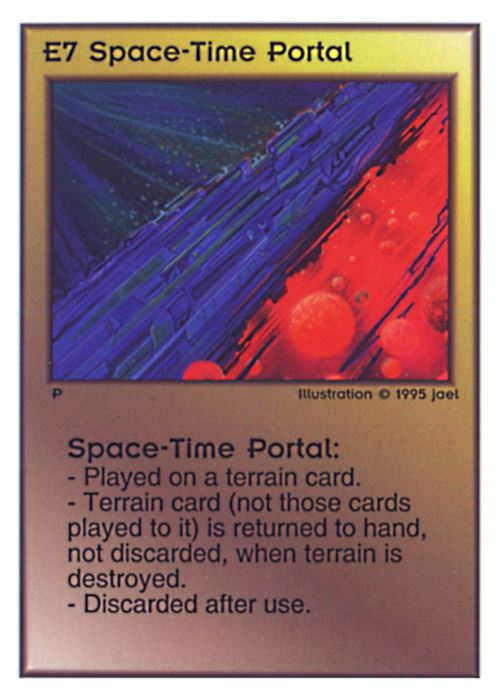 E7 Space-Time Portal
P
Illustration © 1995 jael
Space-Time Portal:
- Played on a terrain card.
- Terrain card (not those cards
played to it) is returned to hand,
not discarded, when terrain is
destroyed.
- Discarded after use.